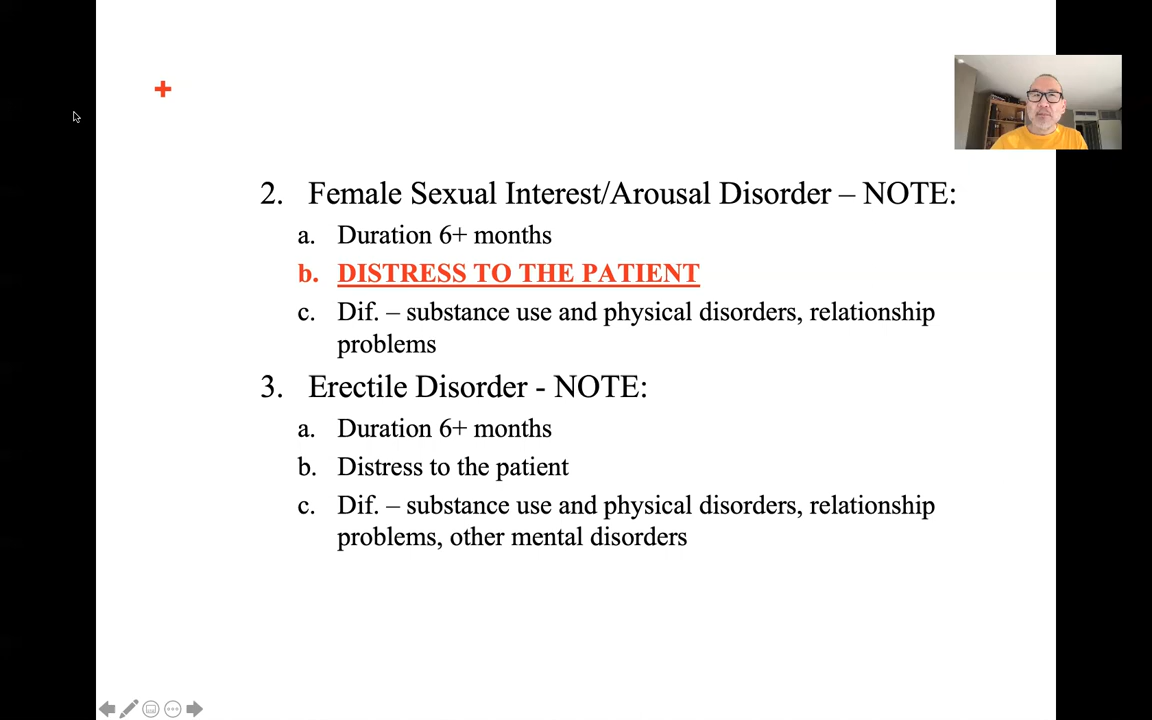 2. Female Sexual Interest/Arousal Disorder – NOTE:
a. Duration 6+ months
b. DISTRESS TO THE PATIENT
c. Dif. – substance use and physical disorders, relationship
problems
3. Erectile Disorder - NOTE:
a. Duration 6+ months
b. Distress to the patient
c. Dif. – substance use and physical disorders, relationship
problems, other mental disorders